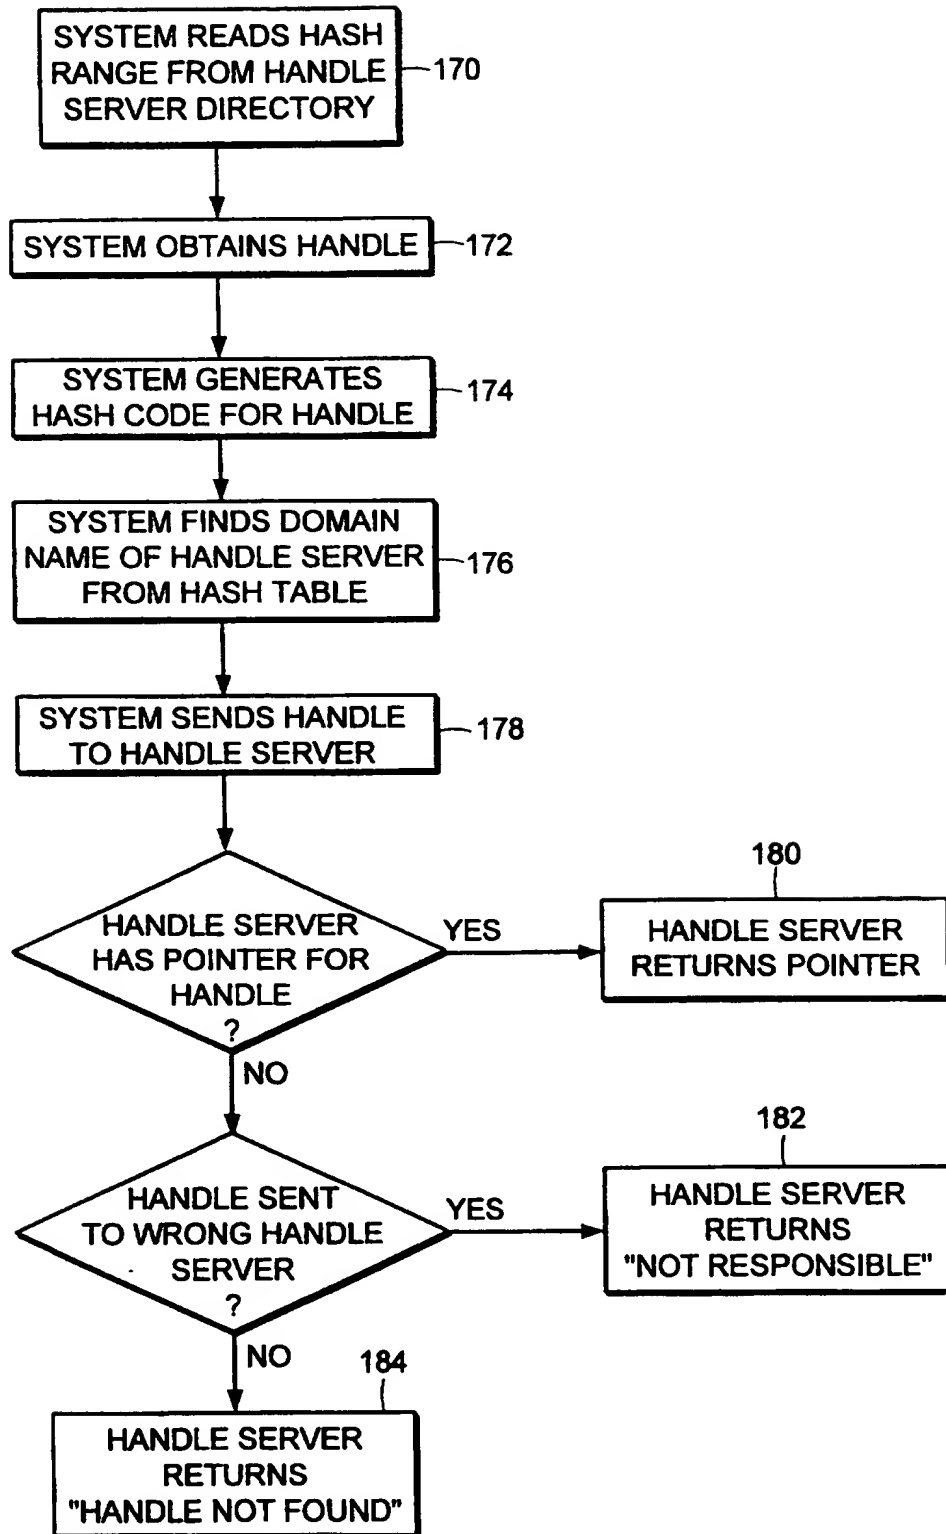 SYSTEM READS HASH
RANGE FROM HANDLE
SERVER DIRECTORY
170
SYSTEM OBTAINS HANDLE
172
SYSTEM GENERATES
HASH CODE FOR HANDLE
174
SYSTEM FINDS DOMAIN
NAME OF HANDLE SERVER
FROM HASH TABLE
176
SYSTEM SENDS HANDLE
TO HANDLE SERVER
178
HANDLE SERVER
HAS POINTER FOR
HANDLE
?
YES
180
HANDLE SERVER
RETURNS POINTER
NO
HANDLE SENT
TO WRONG HANDLE
SERVER
?
YES
182
HANDLE SERVER
RETURNS
"NOT RESPONSIBLE"
NO
184
HANDLE SERVER
RETURNS
"HANDLE NOT FOUND"